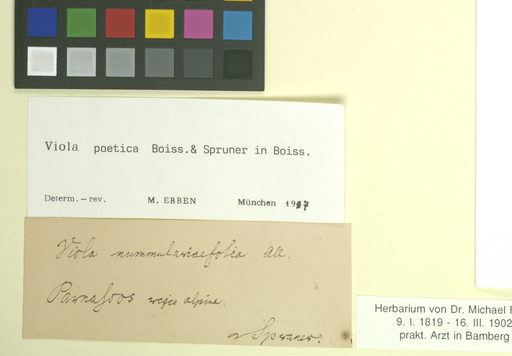 Viola poetica Boiss.& Spruner in Boiss.
Determ.—rev. M. ERBEN München 1987
Viola nummulariaefolia All.
Parnassos regio alpina.
Spruner.
Herbarium von Dr. Michael
9. I. 1819 - 16. III. 1902
prakt. Arzt in Bamberg